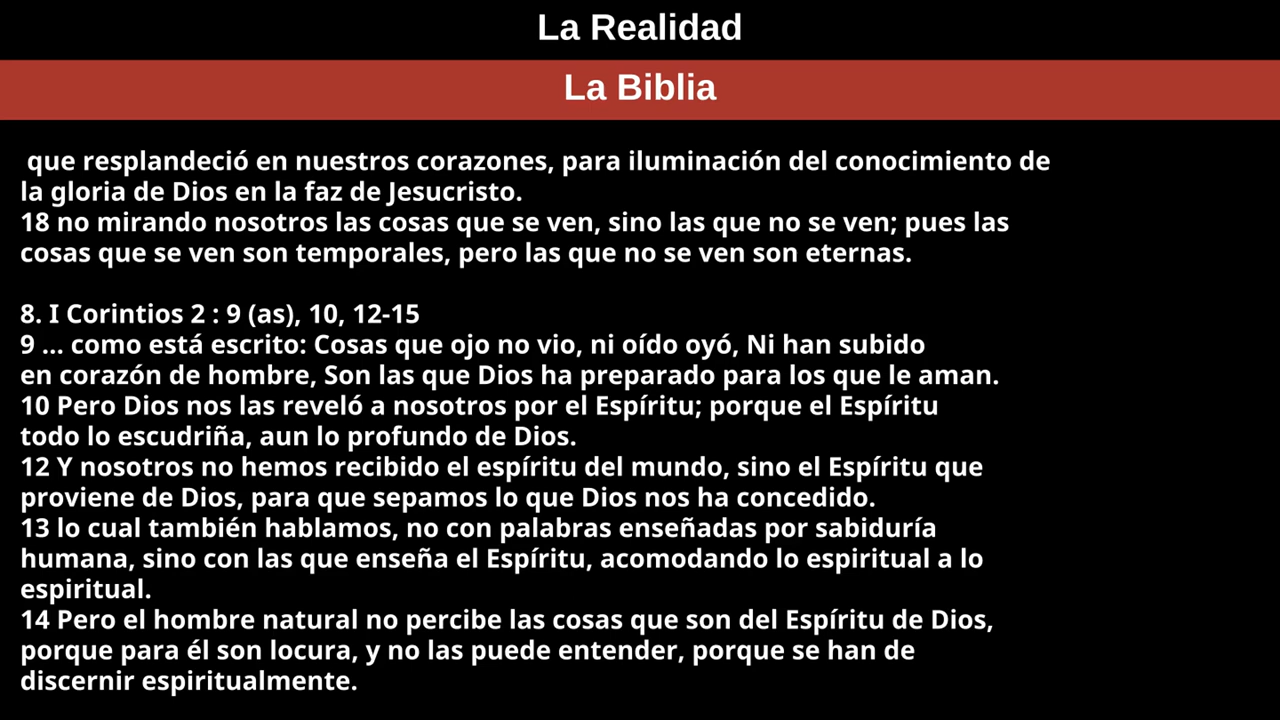 La Realidad
La Biblia
que resplandeció en nuestros corazones, para iluminación del conocimiento de
la gloria de Dios en la faz de Jesucristo.
18 no mirando nosotros las cosas que se ven, sino las que no se ven; pues las
cosas que se ven son temporales, pero las que no se ven son eternas.
8. I Corintios 2 : 9 (as), 10, 12-15
9 ... como está escrito: Cosas que ojo no vio, ni oído oyó, Ni han subido
en corazón de hombre, Son las que Dios ha preparado para los que le aman.
10 Pero Dios nos las reveló a nosotros por el Espíritu; porque el Espíritu
todo lo escudriña, aun lo profundo de Dios.
12 Y nosotros no hemos recibido el espíritu del mundo, sino el Espíritu que
proviene de Dios, para que sepamos lo que Dios nos ha concedido.
13 lo cual también hablamos, no con palabras enseñadas por sabiduría
humana, sino con las que enseña el Espíritu, acomodando lo espiritual a lo
espiritual.
14 Pero el hombre natural no percibe las cosas que son del Espíritu de Dios,
porque para él son locura, y no las puede entender, porque se han de
discernir espiritualmente.